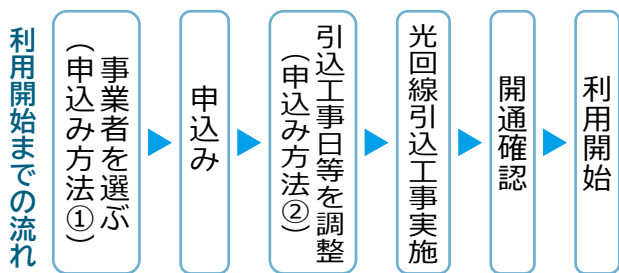 利用開始までの流れ
事業者を選ぶ
（申込み方法①）
申込み
引込工事日等を調整
（申込み方法②）
光回線引込工事実施
開通確認
利用開始